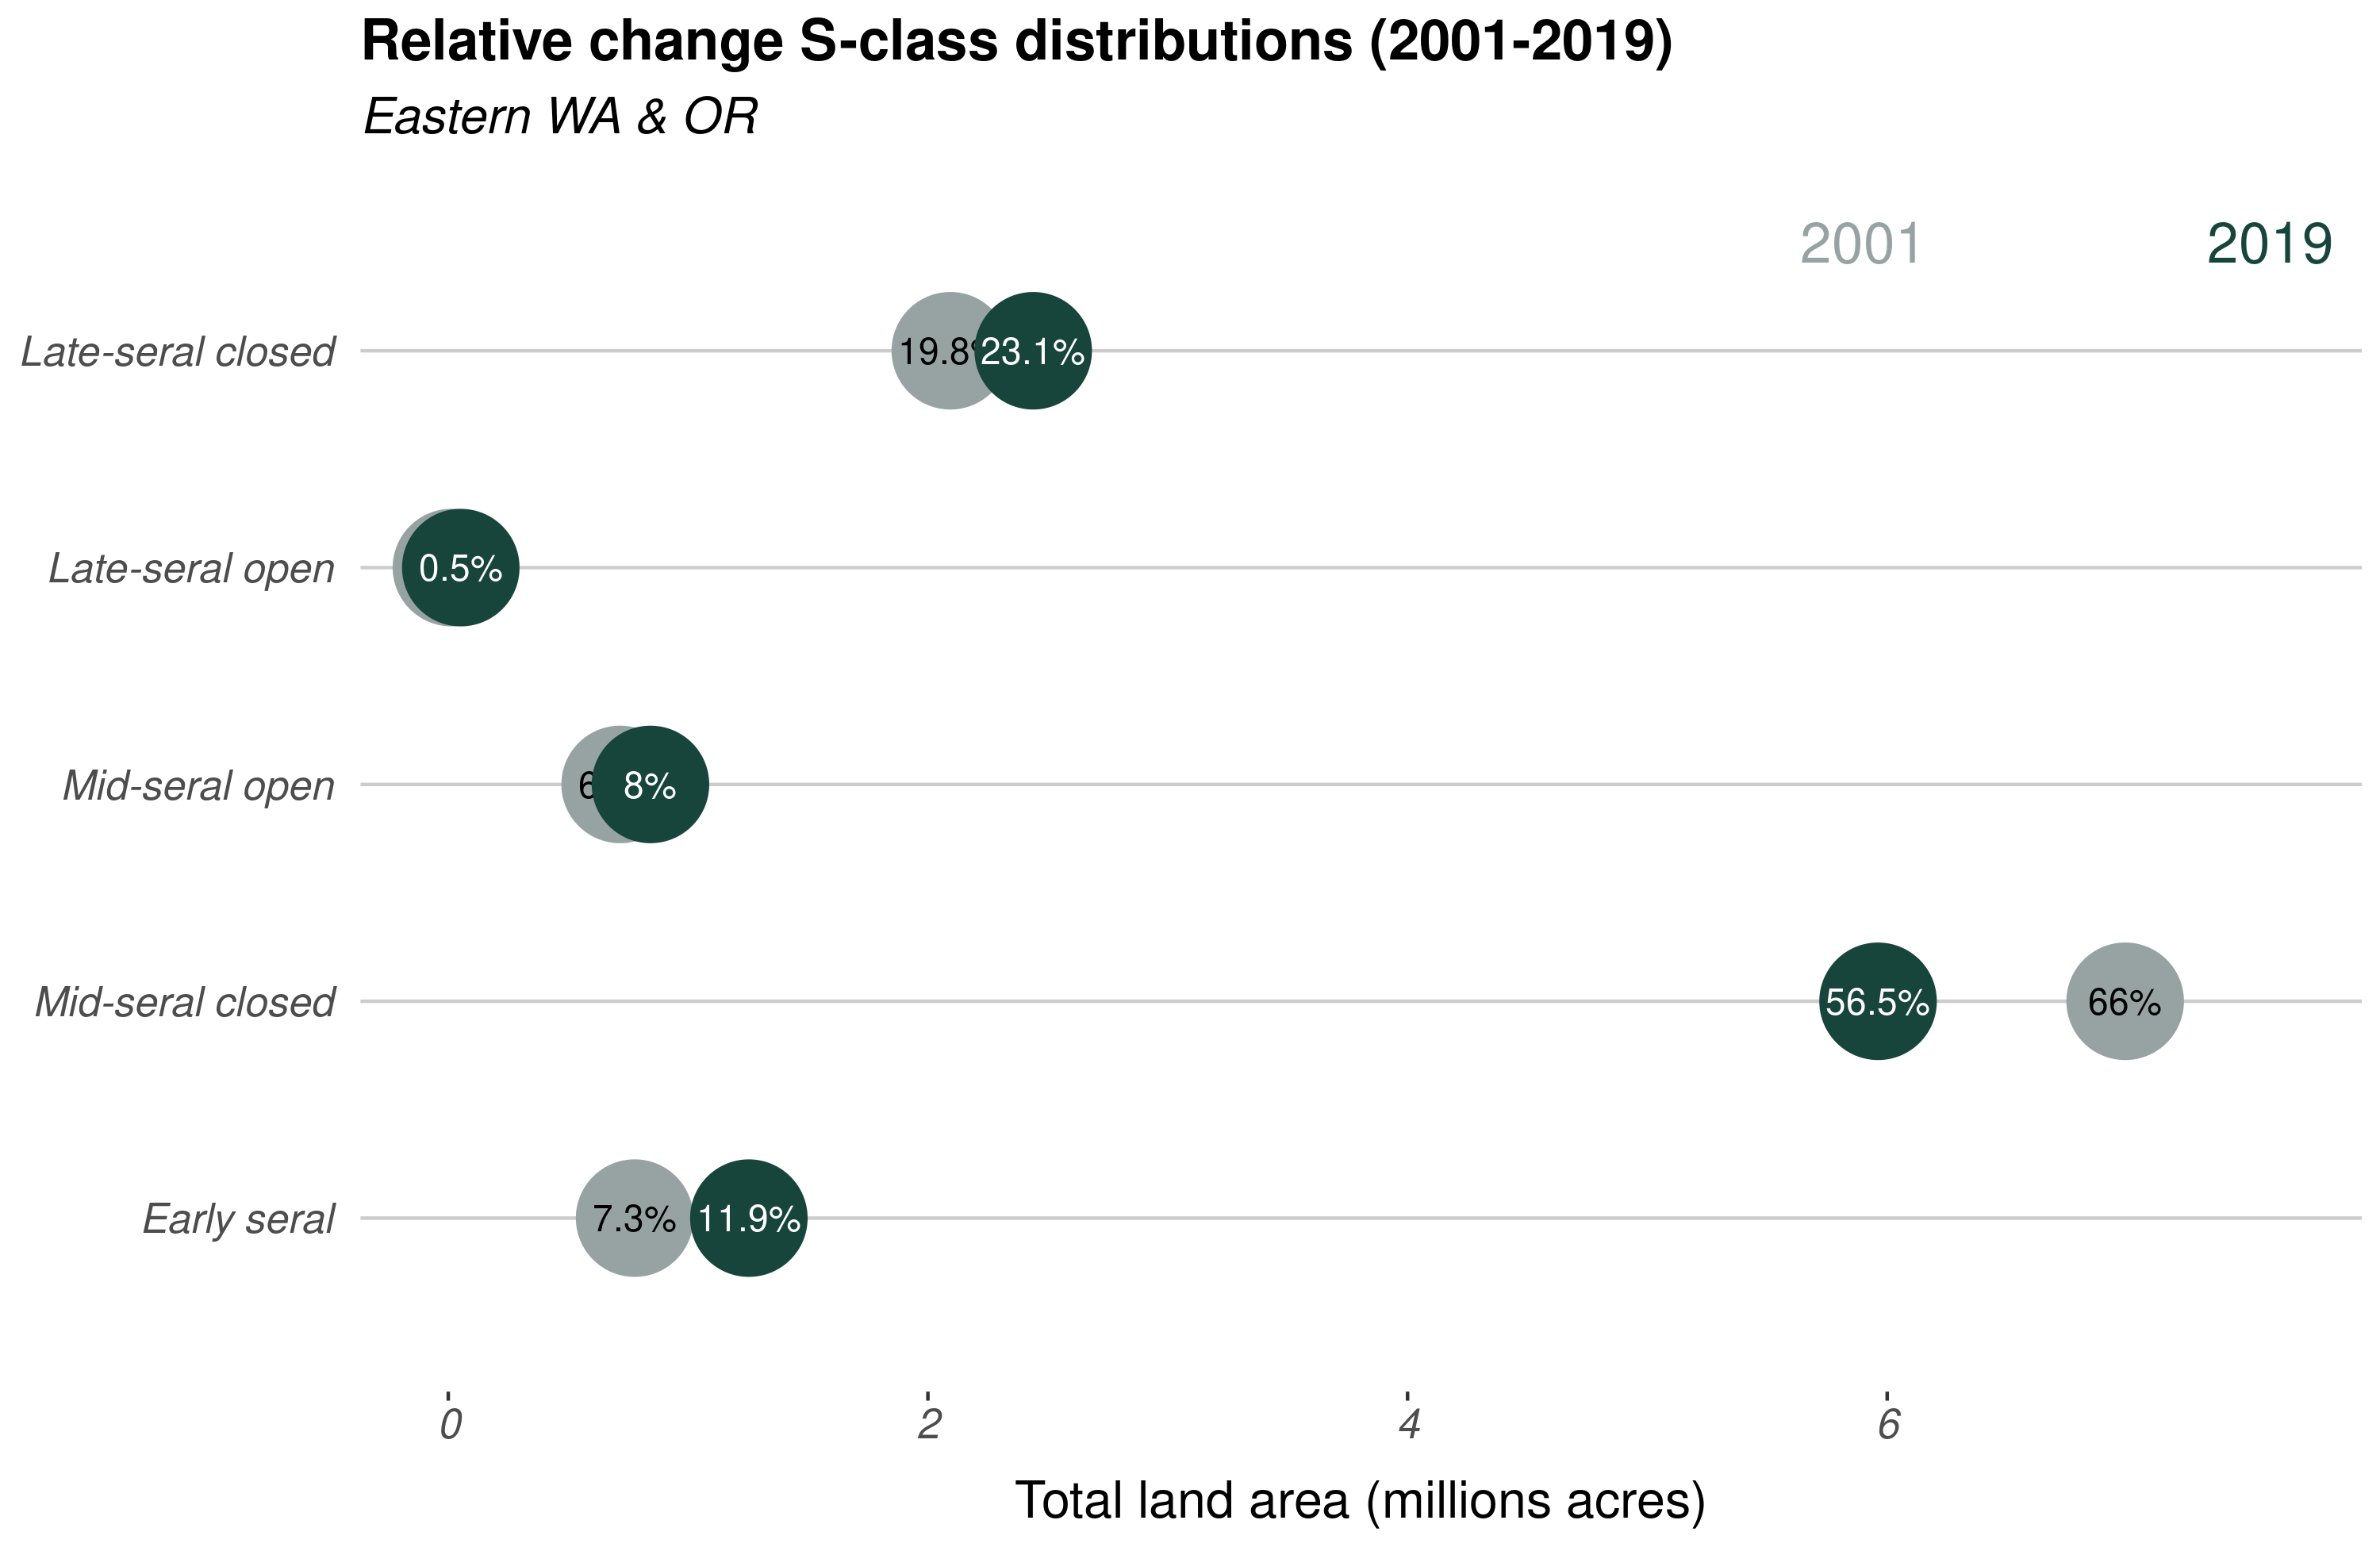 Relative change S-class distributions (2001-2019)
Eastern WA & OR
2001 2019
Late-seral closed 19.8 23.1%
Late-seral open 0.5%
Mid-seral open 8%
Mid-seral closed 56.5% 66%
Early seral 7.3% 11.9%
0 2 4 6
Total land area (millions acres)